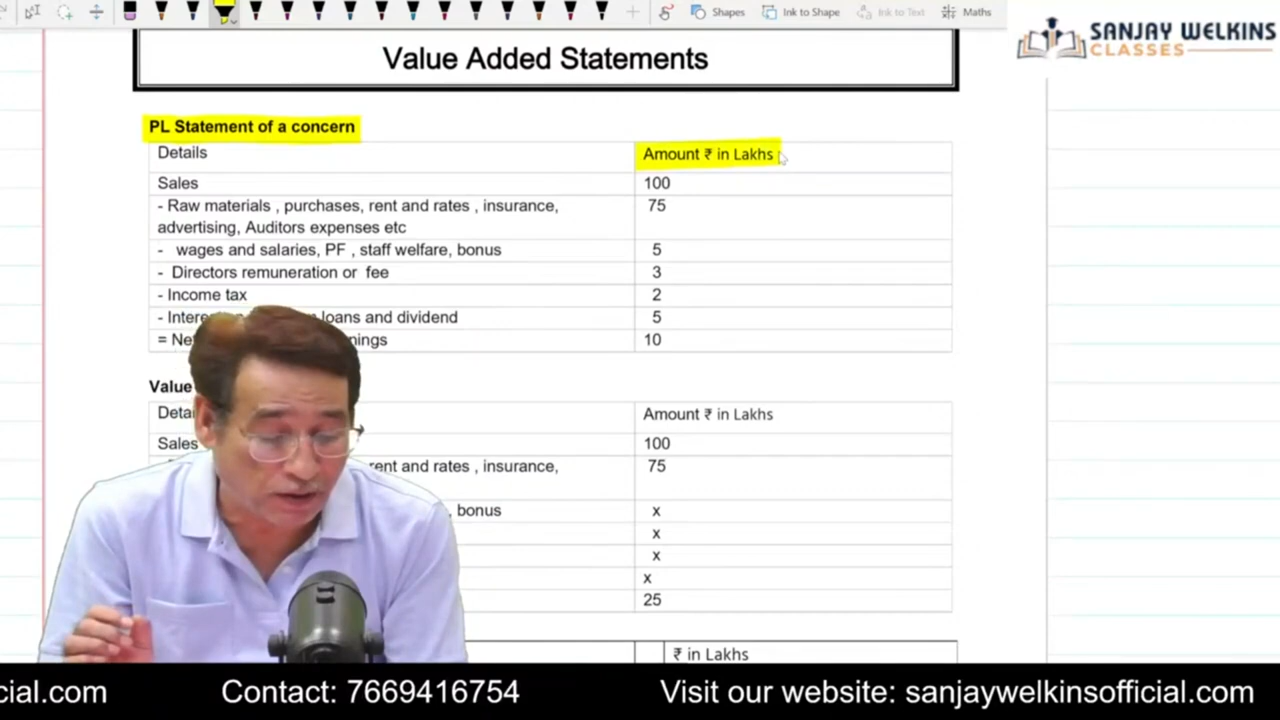 Shapes
Ink to Shape
Ink to Text
Maths
SANJAY WELKINS
CLASSES
Value Added Statements
PL Statement of a concern
Details Amount ₹ in Lakhs
Sales 100
- Raw materials , purchases, rent and rates , insurance, 75
advertising, Auditors expenses etc
- wages and salaries, PF , staff welfare, bonus 5
- Directors remuneration or fee 3
- Income tax 2
loans and dividend 5
= 10
Value
Amount ₹ in Lakhs
Sales 100
rent and rates , insurance, 75
, bonus x
x
x
x
25
₹ in Lakhs
cial.com Contact: 7669416754 Visit our website: sanjaywelkinsofficial.com